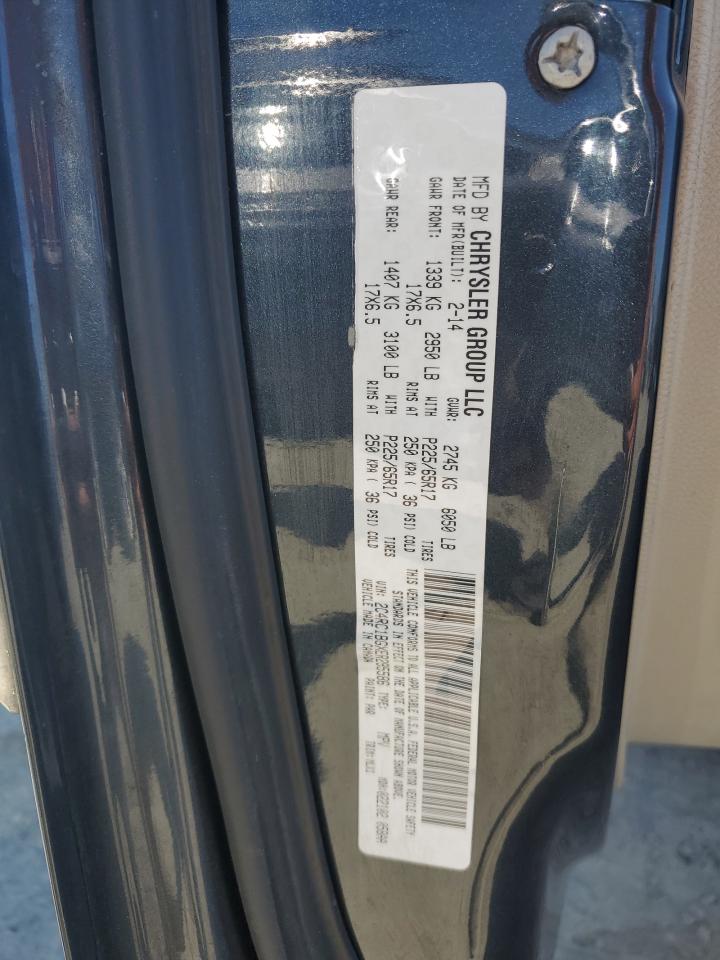 MFD BY CHRYSLER GROUP LLC
DATE OF MFR(BUILT): 2-14 GVWR: 2745 KG 6050 LB
GAWR FRONT: 1339 KG 2950 LB WITH P225/65R17 TIRES
17X6.5 RIMS AT 250 KPA ( 36 PSI) COLD
GAWR REAR: 1407 KG 3100 LB WITH P225/65R17 TIRES
17X6.5 RIMS AT 250 KPA ( 36 PSI) COLD
THIS VEHICLE CONFORMS TO ALL APPLICABLE U.S.A. FEDERAL MOTOR VEHICLE SAFETY
STANDARDS IN EFFECT ON THE DATE OF MANUFACTURE SHOWN ABOVE.
VIN: 2C4RC1BGXER295586 TYPE: MPV
VEHICLE MADE IN CANADA PAINT: PAR